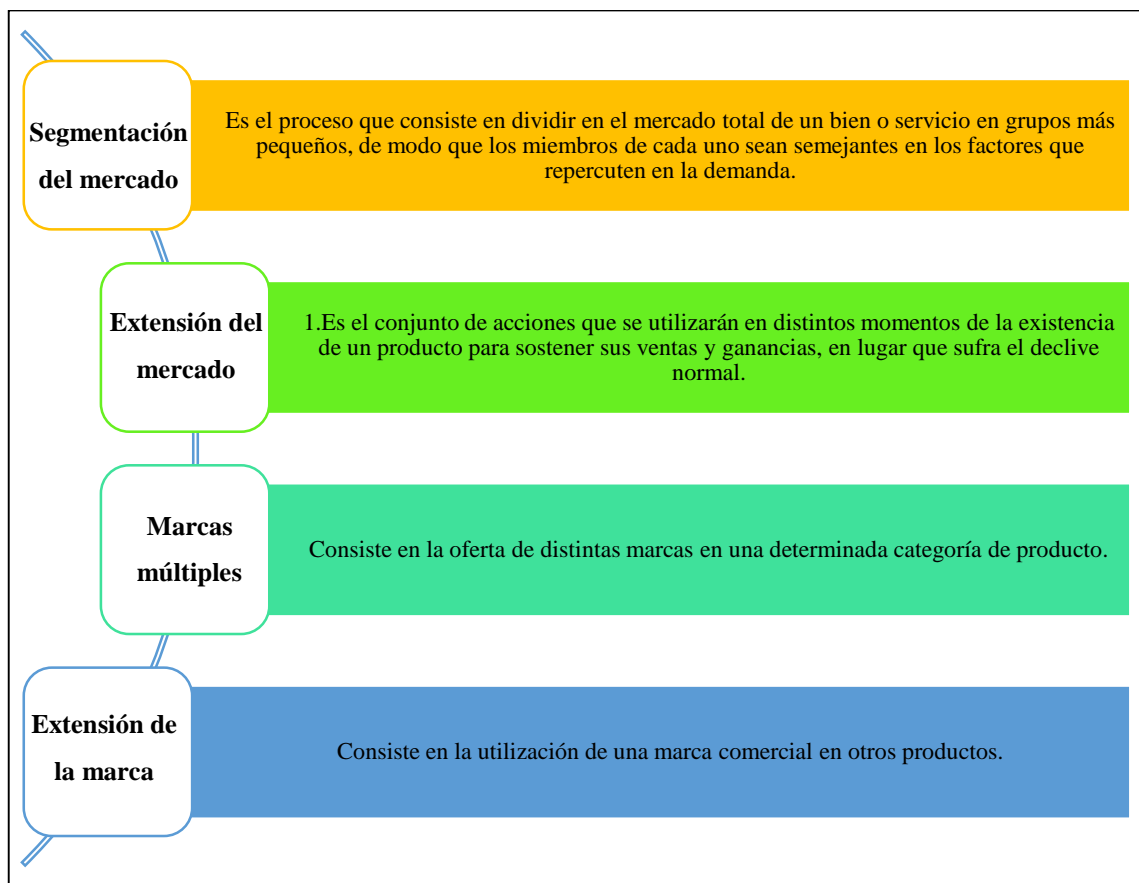 Segmentación
del mercado
Es el proceso que consiste en dividir en el mercado total de un bien o servicio en grupos más
pequeños, de modo que los miembros de cada uno sean semejantes en los factores que
repercuten en la demanda.
Extensión del
mercado
1.Es el conjunto de acciones que se utilizarán en distintos momentos de la existencia
de un producto para sostener sus ventas y ganancias, en lugar que sufra el declive
normal.
Marcas
múltiples
Consiste en la oferta de distintas marcas en una determinada categoría de producto.
Extensión de
la marca
Consiste en la utilización de una marca comercial en otros productos.